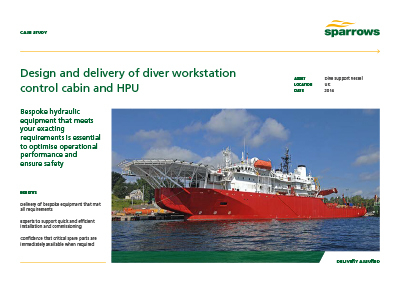 CASE STUDY
sparrows
Design and delivery of diver workstation
control cabin and HPU
ASSET Dive support vessel
LOCATION UK
DATE 2016
Bespoke hydraulic
equipment that meets
your exacting
requirements is essential
to optimise operational
performance and
ensure safety
BENEFITS
Delivery of bespoke equipment that met
all requirements
Experts to support quick and efficient
installation and commissioning
Confidence that critical spare parts are
immediately available when required
DELIVERY ASSURED